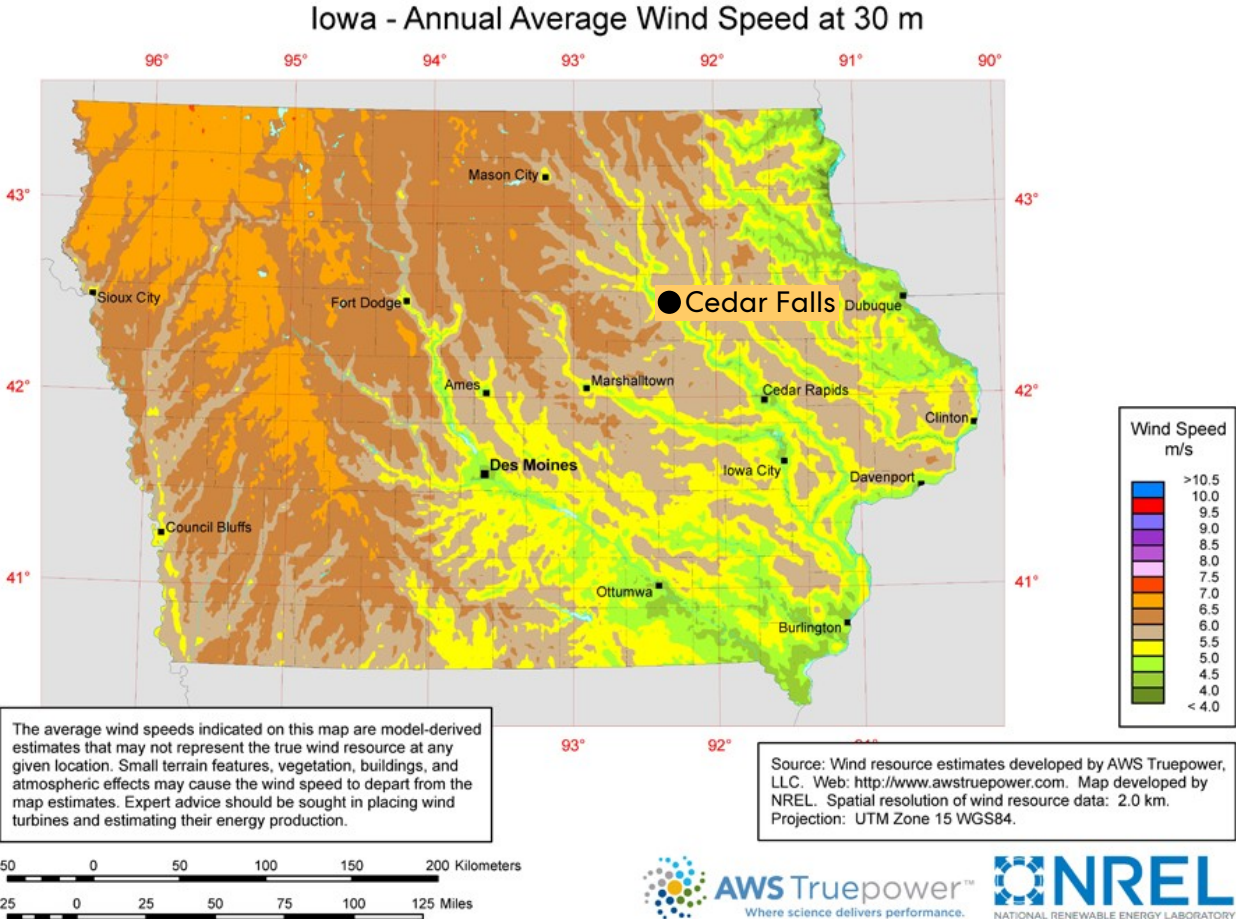 Iowa - Annual Average Wind Speed at 30 m
96° 95° 94° 93° 92° 91° 90°
Mason City
43° 43°
Sioux City
Fort Dodge
Cedar Falls
Dubuque
42° 42°
Ames
Marshalltown
Cedar Rapids
Clinton
Des Moines
Iowa City
Davenport
Council Bluffs
41° 41°
Ottumwa
Burlington
93° 92° 91°
Wind Speed
m/s
>10.5
10.0
9.5
9.0
8.5
8.0
7.5
7.0
6.5
6.0
5.5
5.0
4.5
4.0
< 4.0
The average wind speeds indicated on this map are model-derived
estimates that may not represent the true wind resource at any
given location. Small terrain features, vegetation, buildings, and
atmospheric effects may cause the wind speed to depart from the
map estimates. Expert advice should be sought in placing wind
turbines and estimating their energy production.
Source: Wind resource estimates developed by AWS Truepower,
LLC. Web: http://www.awstruepower.com. Map developed by
NREL. Spatial resolution of wind resource data: 2.0 km.
Projection: UTM Zone 15 WGS84.
50 0 50 100 150 200 Kilometers
25 0 25 50 75 100 125 Miles
AWS Truepower™
Where science delivers performance.
NREL
NATIONAL RENEWABLE ENERGY LABORATORY